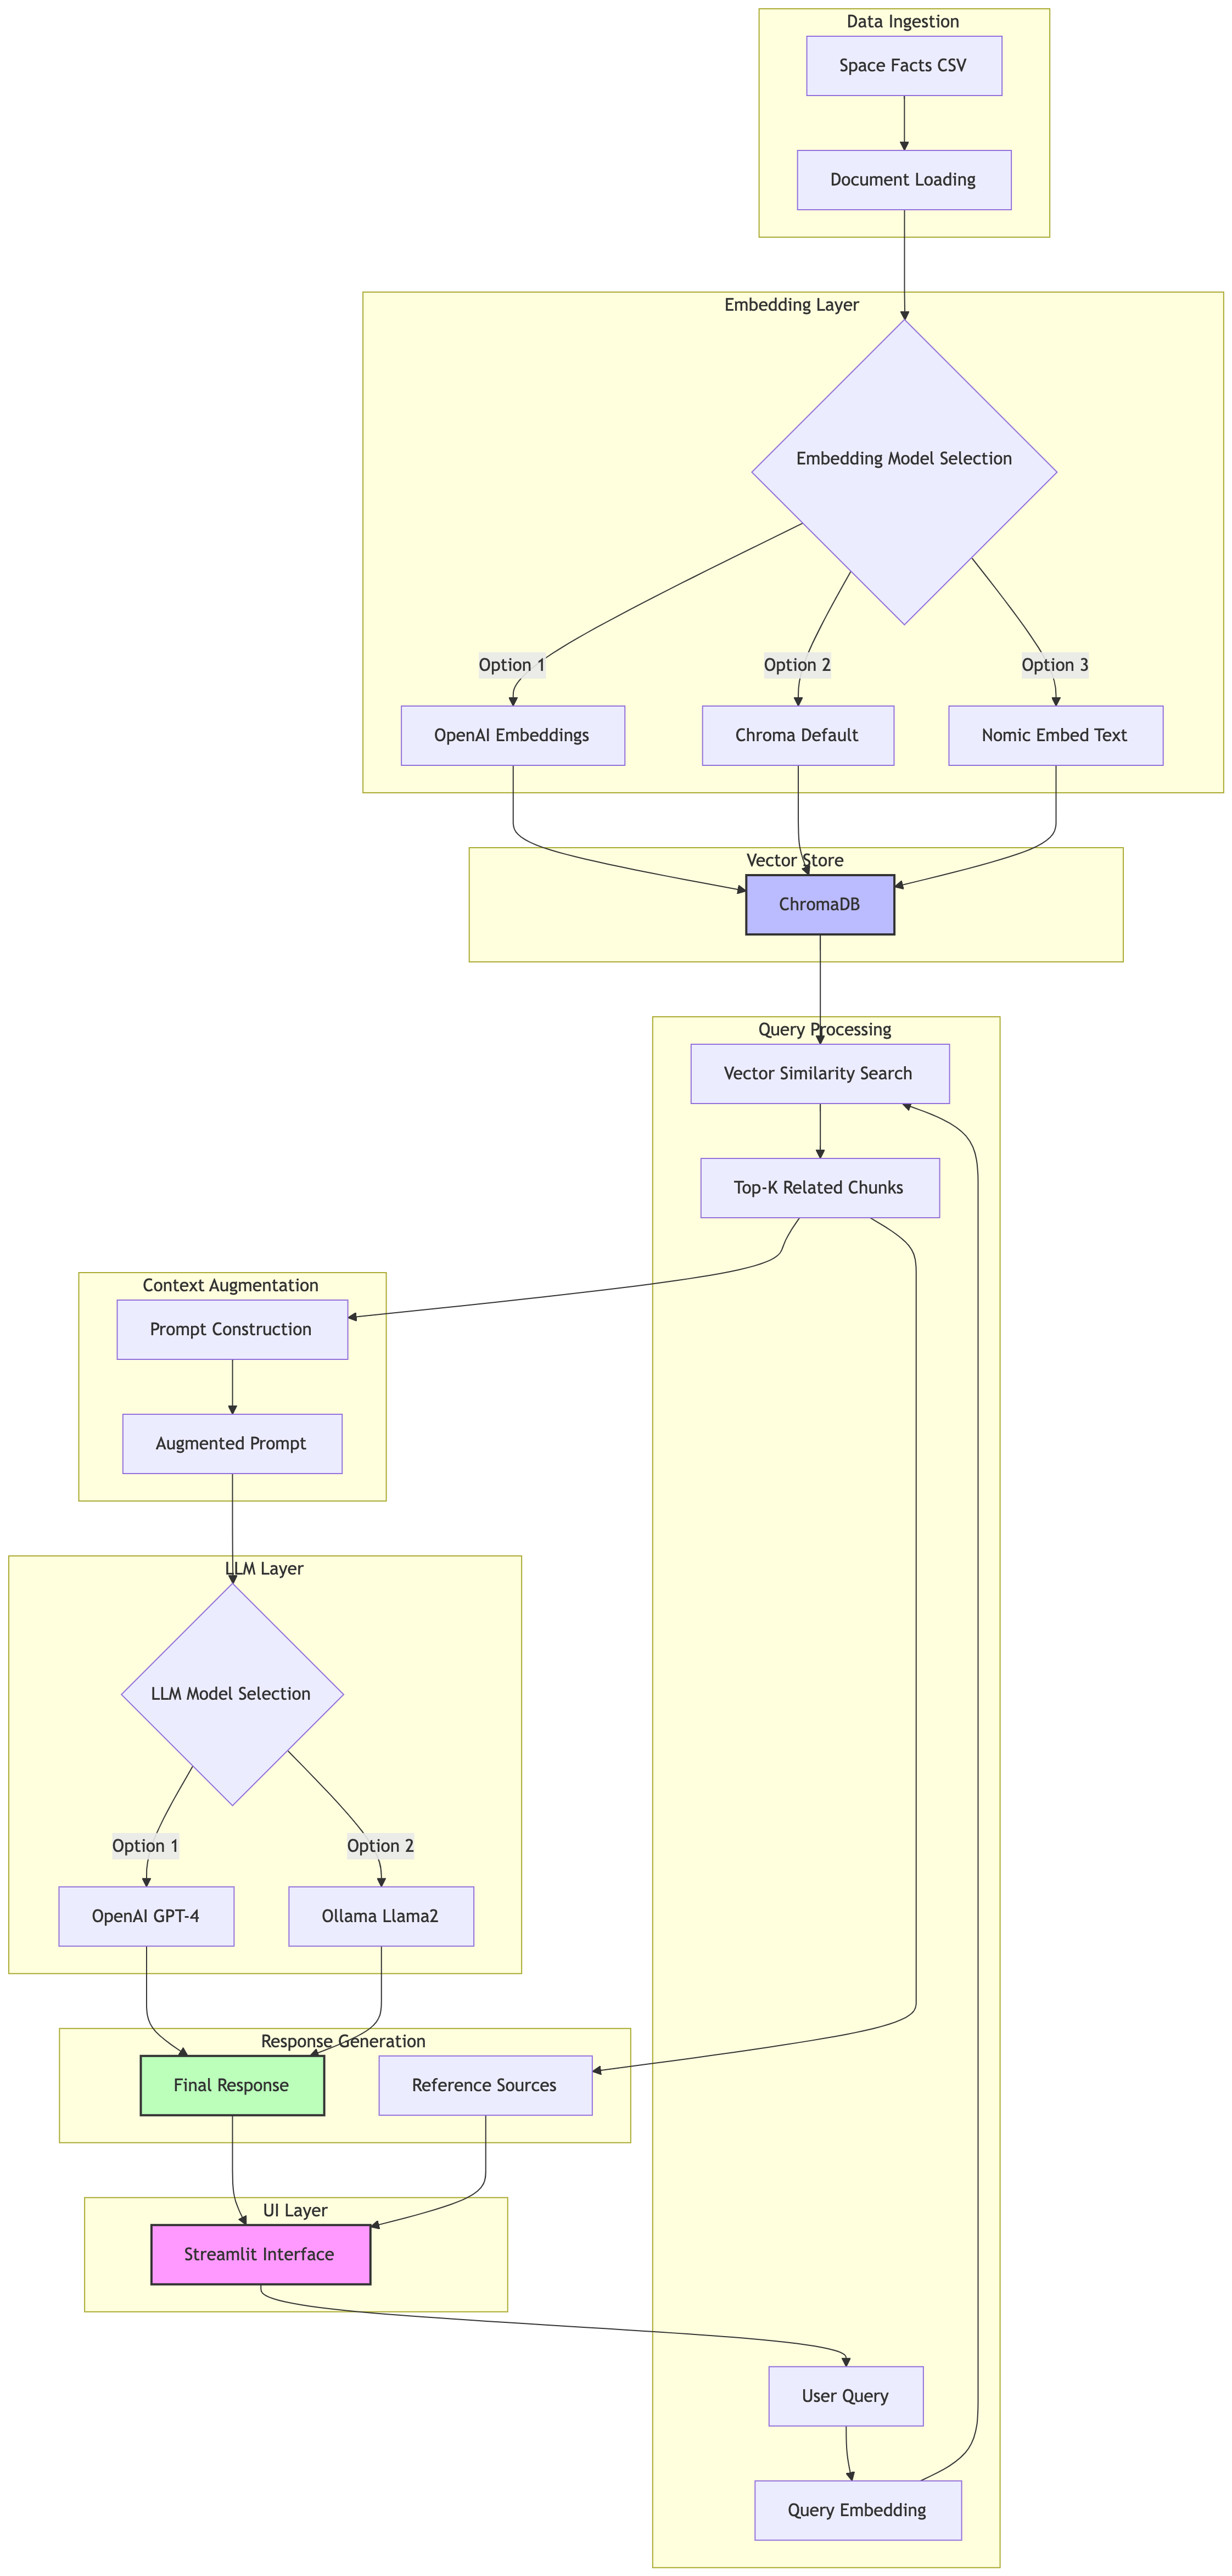 Data Ingestion
Space Facts CSV
Document Loading
Embedding Layer
Embedding Model Selection
Option 1
Option 2
Option 3
OpenAI Embeddings
Chroma Default
Nomic Embed Text
Vector Store
ChromaDB
Query Processing
Vector Similarity Search
Top-K Related Chunks
Context Augmentation
Prompt Construction
Augmented Prompt
LLM Layer
LLM Model Selection
Option 1
Option 2
OpenAI GPT-4
Ollama Llama2
Response Generation
Final Response
Reference Sources
UI Layer
Streamlit Interface
User Query
Query Embedding